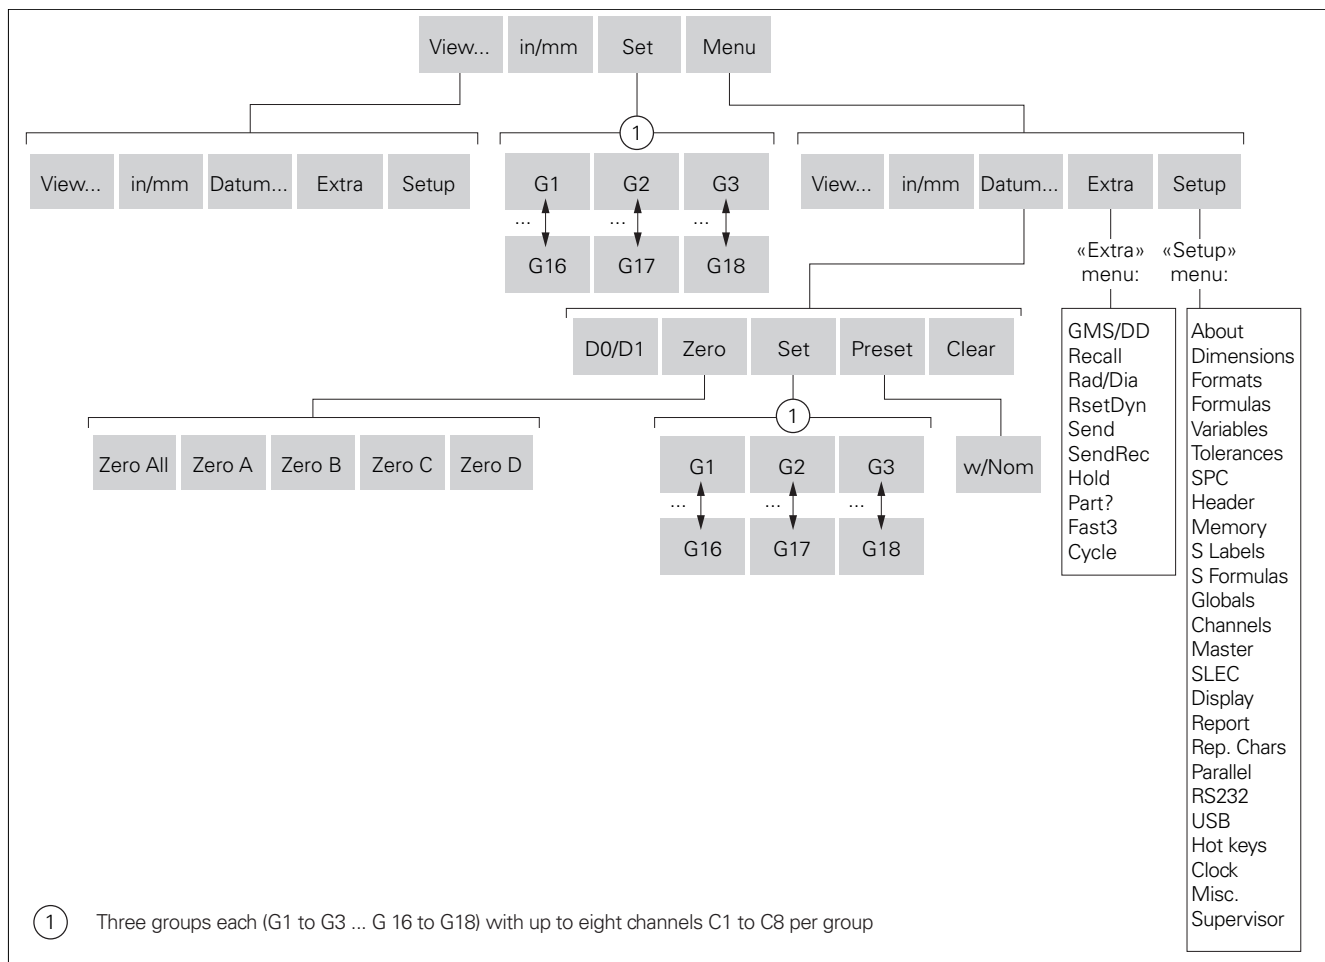 View... in/mm Set Menu
1
View... in/mm Datum... Extra Setup
G1 G2 G3
... ... ...
G16 G17 G18
View... in/mm Datum... Extra Setup
«Extra»
menu:
«Setup»
menu:
D0/D1 Zero Set Preset Clear
Zero All Zero A Zero B Zero C Zero D
1
G1 G2 G3
... ... ...
G16 G17 G18
w/Nom
GMS/DD
Recall
Rad/Dia
RsetDyn
Send
SendRec
Hold
Part?
Fast3
Cycle
About
Dimensions
Formats
Formulas
Variables
Tolerances
SPC
Header
Memory
S Labels
S Formulas
Globals
Channels
Master
SLEC
Display
Report
Rep. Chars
Parallel
RS232
USB
Hot keys
Clock
Misc.
Supervisor
1 Three groups each (G1 to G3 ... G 16 to G18) with up to eight channels C1 to C8 per group